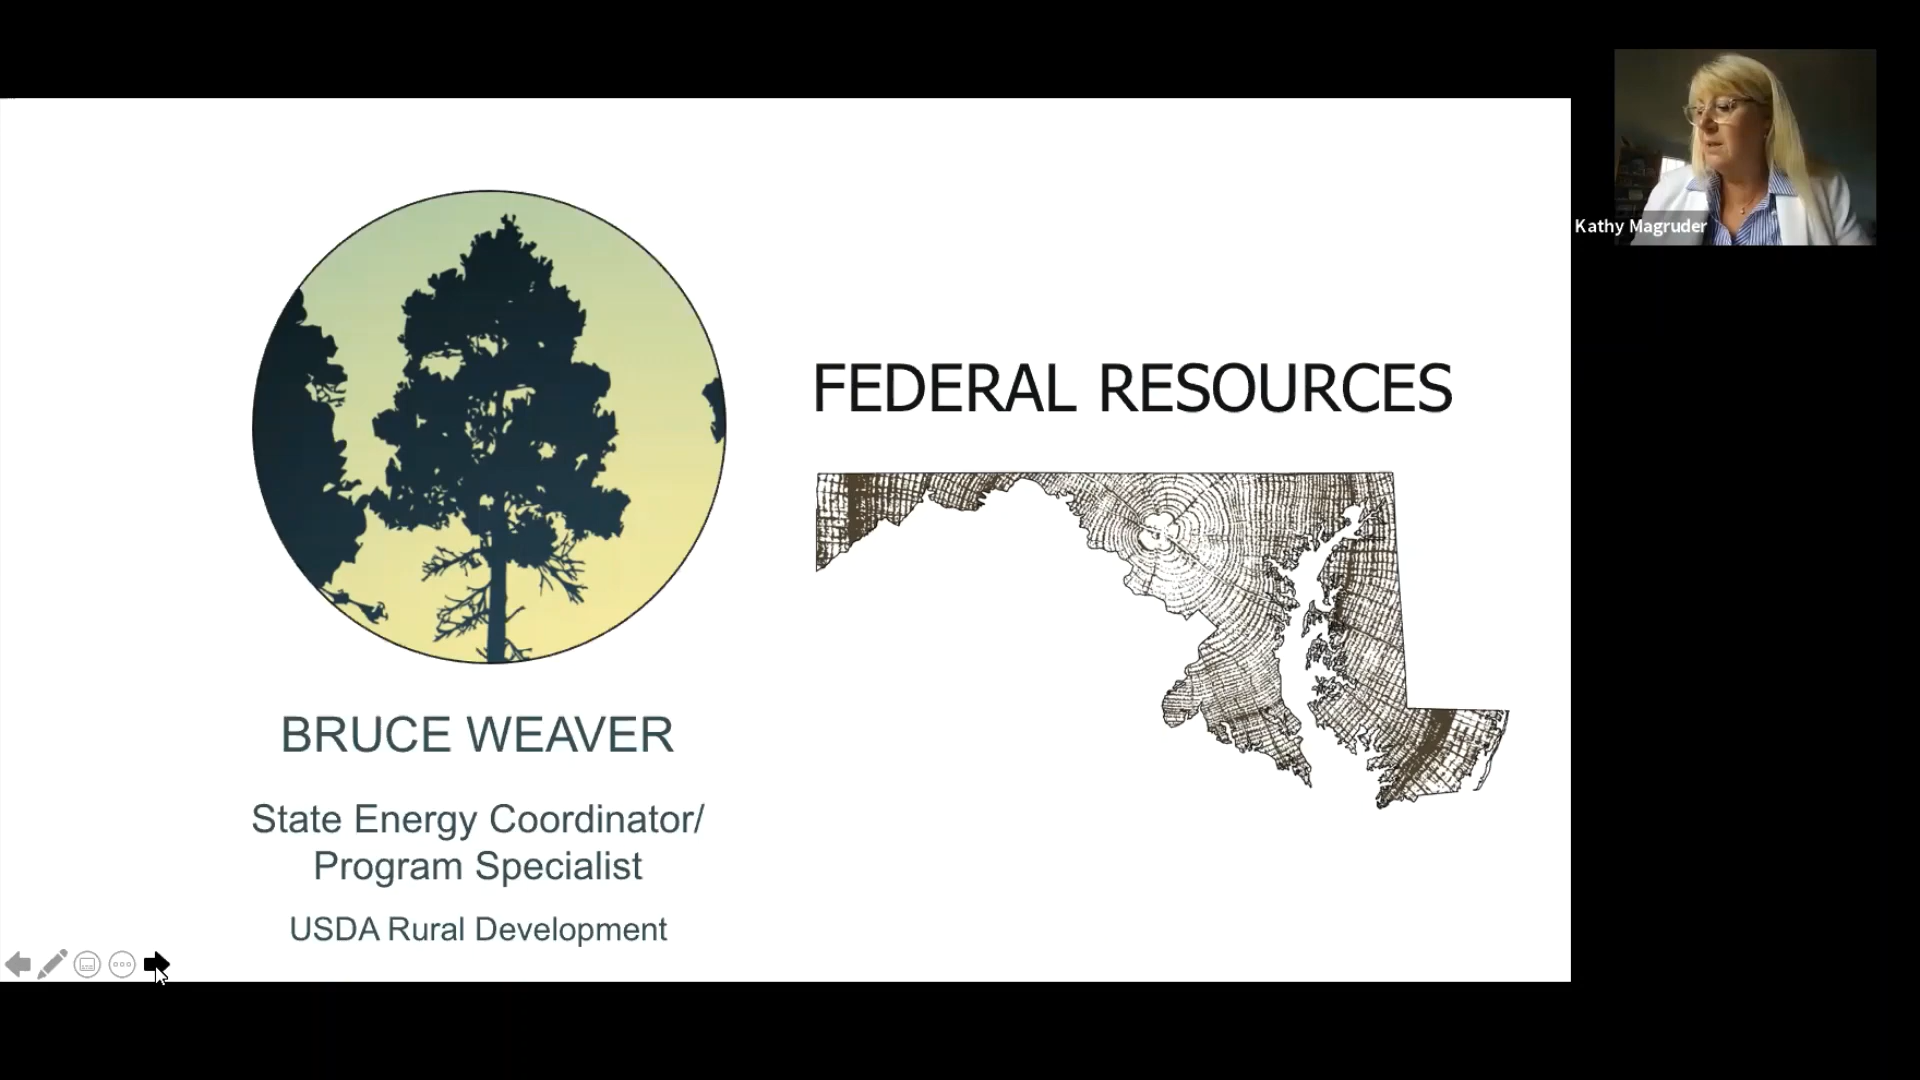 Kathy Magruder
FEDERAL RESOURCES
BRUCE WEAVER
State Energy Coordinator/
Program Specialist
USDA Rural Development